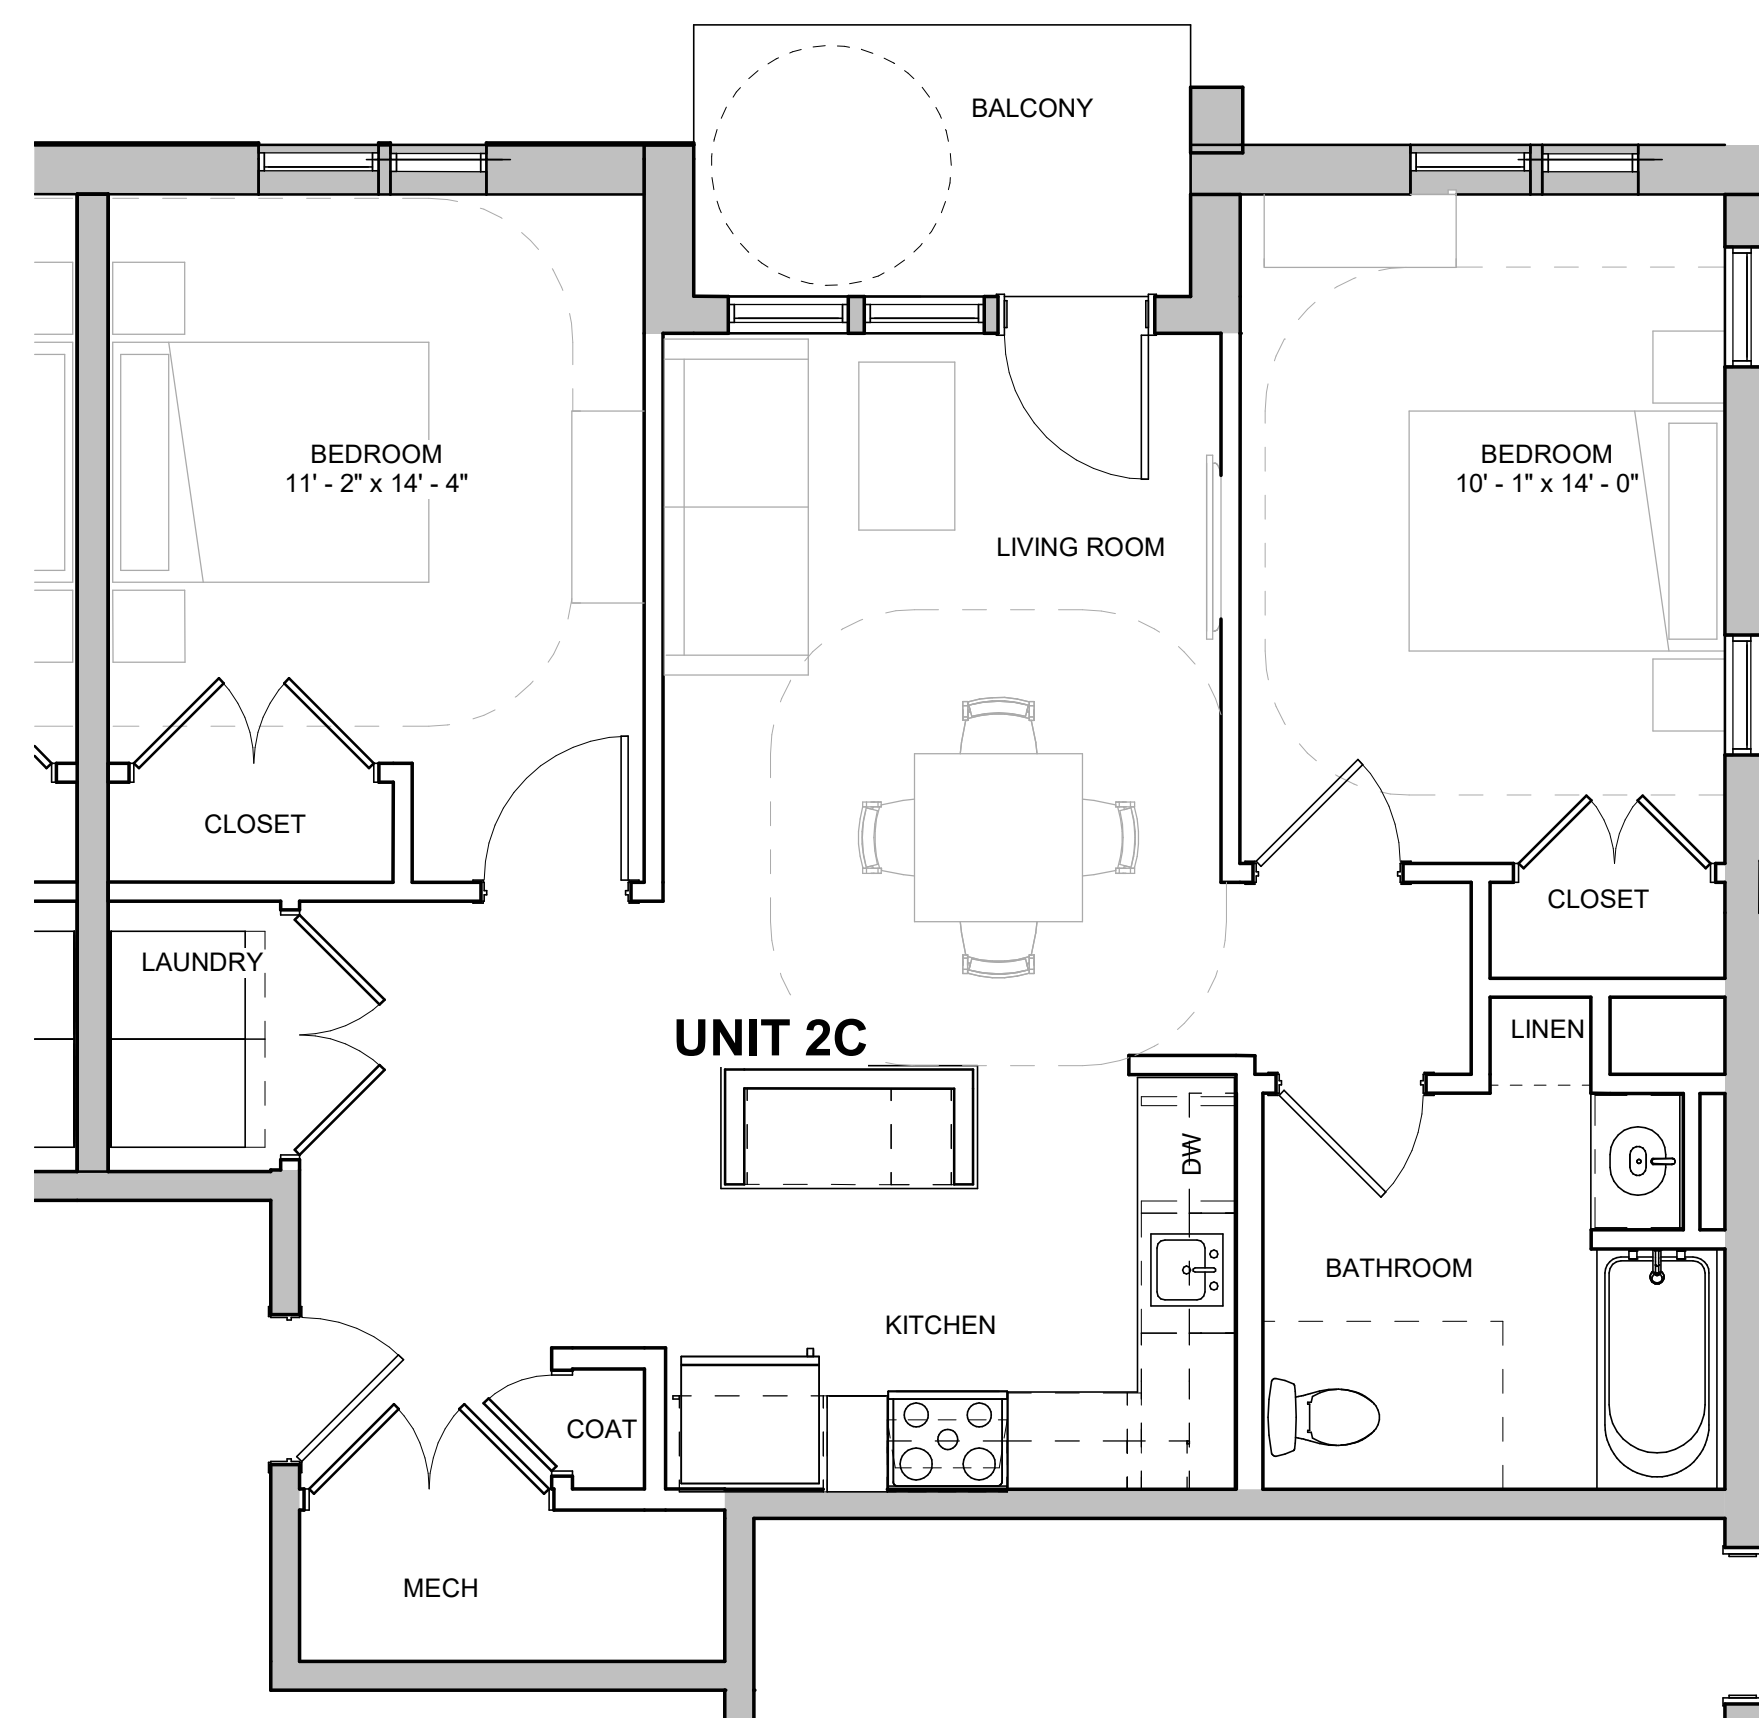 BALCONY
BEDROOM
11' - 2" x 14' - 4"
BEDROOM
10' - 1" x 14' - 0"
LIVING ROOM
CLOSET
CLOSET
LAUNDRY
UNIT 2C
LINEN
DW
BATHROOM
KITCHEN
COAT
MECH